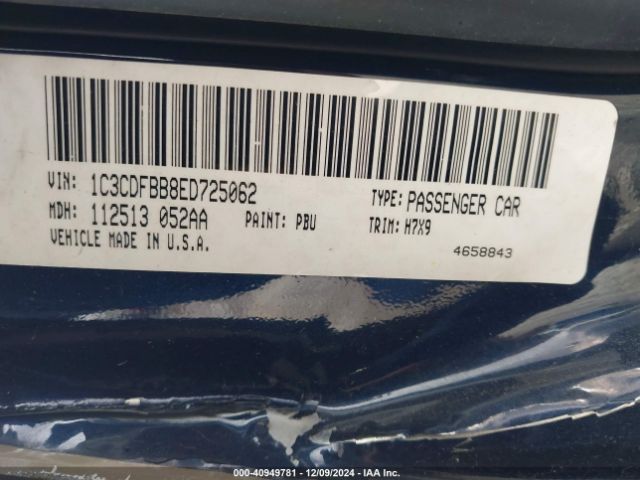 VIN: 1C3CDFBB8ED725062
TYPE: PASSENGER CAR
MDH: 112513 052AA
PAINT: PBU
TRIM: H7X9
VEHICLE MADE IN U.S.A.
4658843
000-40949781 - 12/09/2024 - IAA Inc.